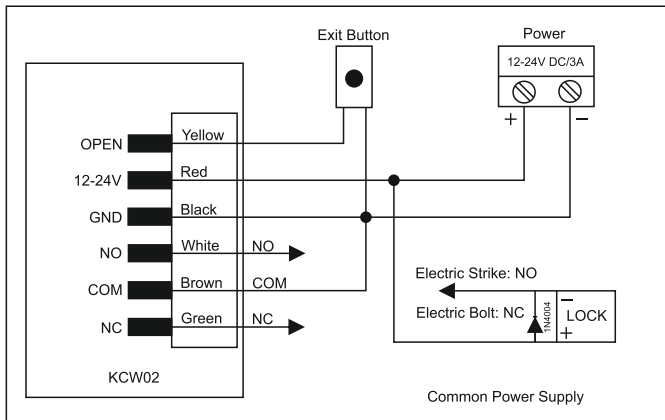 Exit Button
Power
12-24V DC/3A
+
−
OPEN
Yellow
12-24V
Red
GND
Black
NO
White
NO
COM
Brown
COM
NC
Green
NC
KCW02
Electric Strike: NO
Electric Bolt: NC
1N4004
−
LOCK
+
Common Power Supply